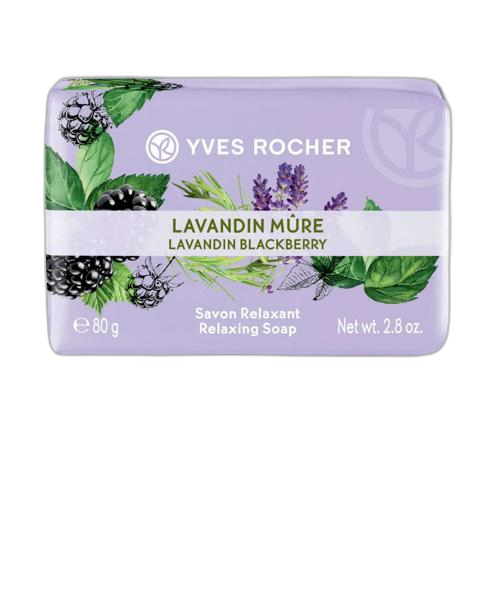 YVES ROCHER
LAVANDIN MÛRE
LAVANDIN BLACKBERRY
Savon Relaxant
Relaxing Soap
℮ 80 g
Net wt. 2.8 oz.